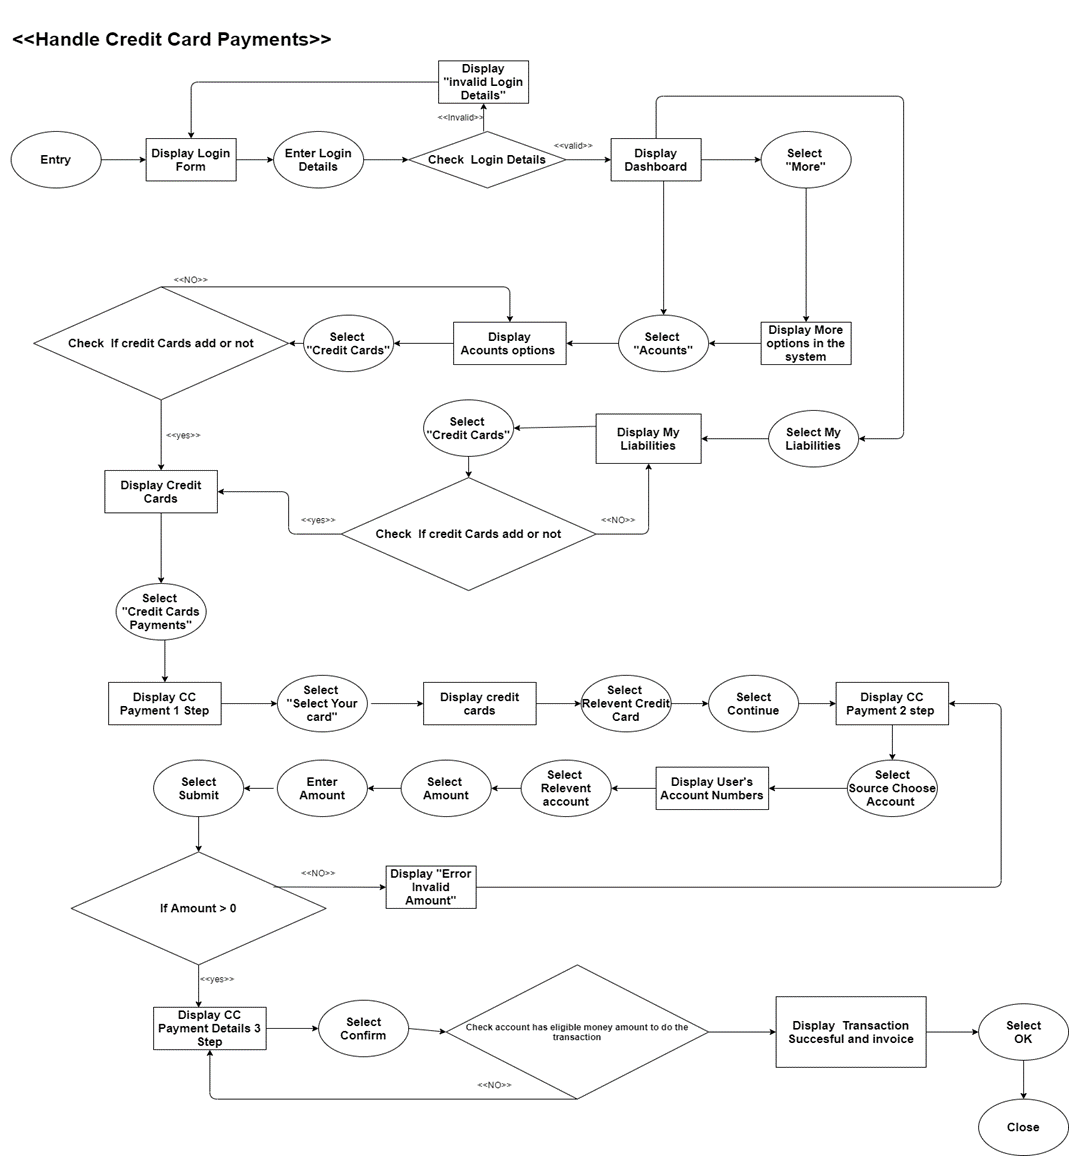 <<Handle Credit Card Payments>>
Display
"invalid Login
Details"
<<Invalid>>
Entry
Display Login
Form
Enter Login
Details
Check  Login Details
<<valid>>
Display
Dashboard
Select
"More"
<<NO>>
Check  If credit Cards add or not
Select
"Credit Cards"
Display
Acounts options
Select
"Acounts"
Display More
options in the
system
<<yes>>
Select
"Credit Cards"
Display My
Liabilities
Select My
Liabilities
Display Credit
Cards
<<yes>>
Check  If credit Cards add or not
<<NO>>
Select
"Credit Cards
Payments"
Display CC
Payment 1 Step
Select
"Select Your
card"
Display credit
cards
Select
Relevent Credit
Card
Select
Continue
Display CC
Payment 2 step
Select
Submit
Enter
Amount
Select
Amount
Select
Relevent
account
Display User's
Account Numbers
Select
Source Choose
Account
<<NO>>
Display "Error
Invalid
Amount"
If Amount > 0
<<yes>>
Display CC
Payment Details 3
Step
Select
Confirm
Check account has eligible money amount to do the
transaction
Display  Transaction
Succesful and invoice
Select
OK
<<NO>>
Close